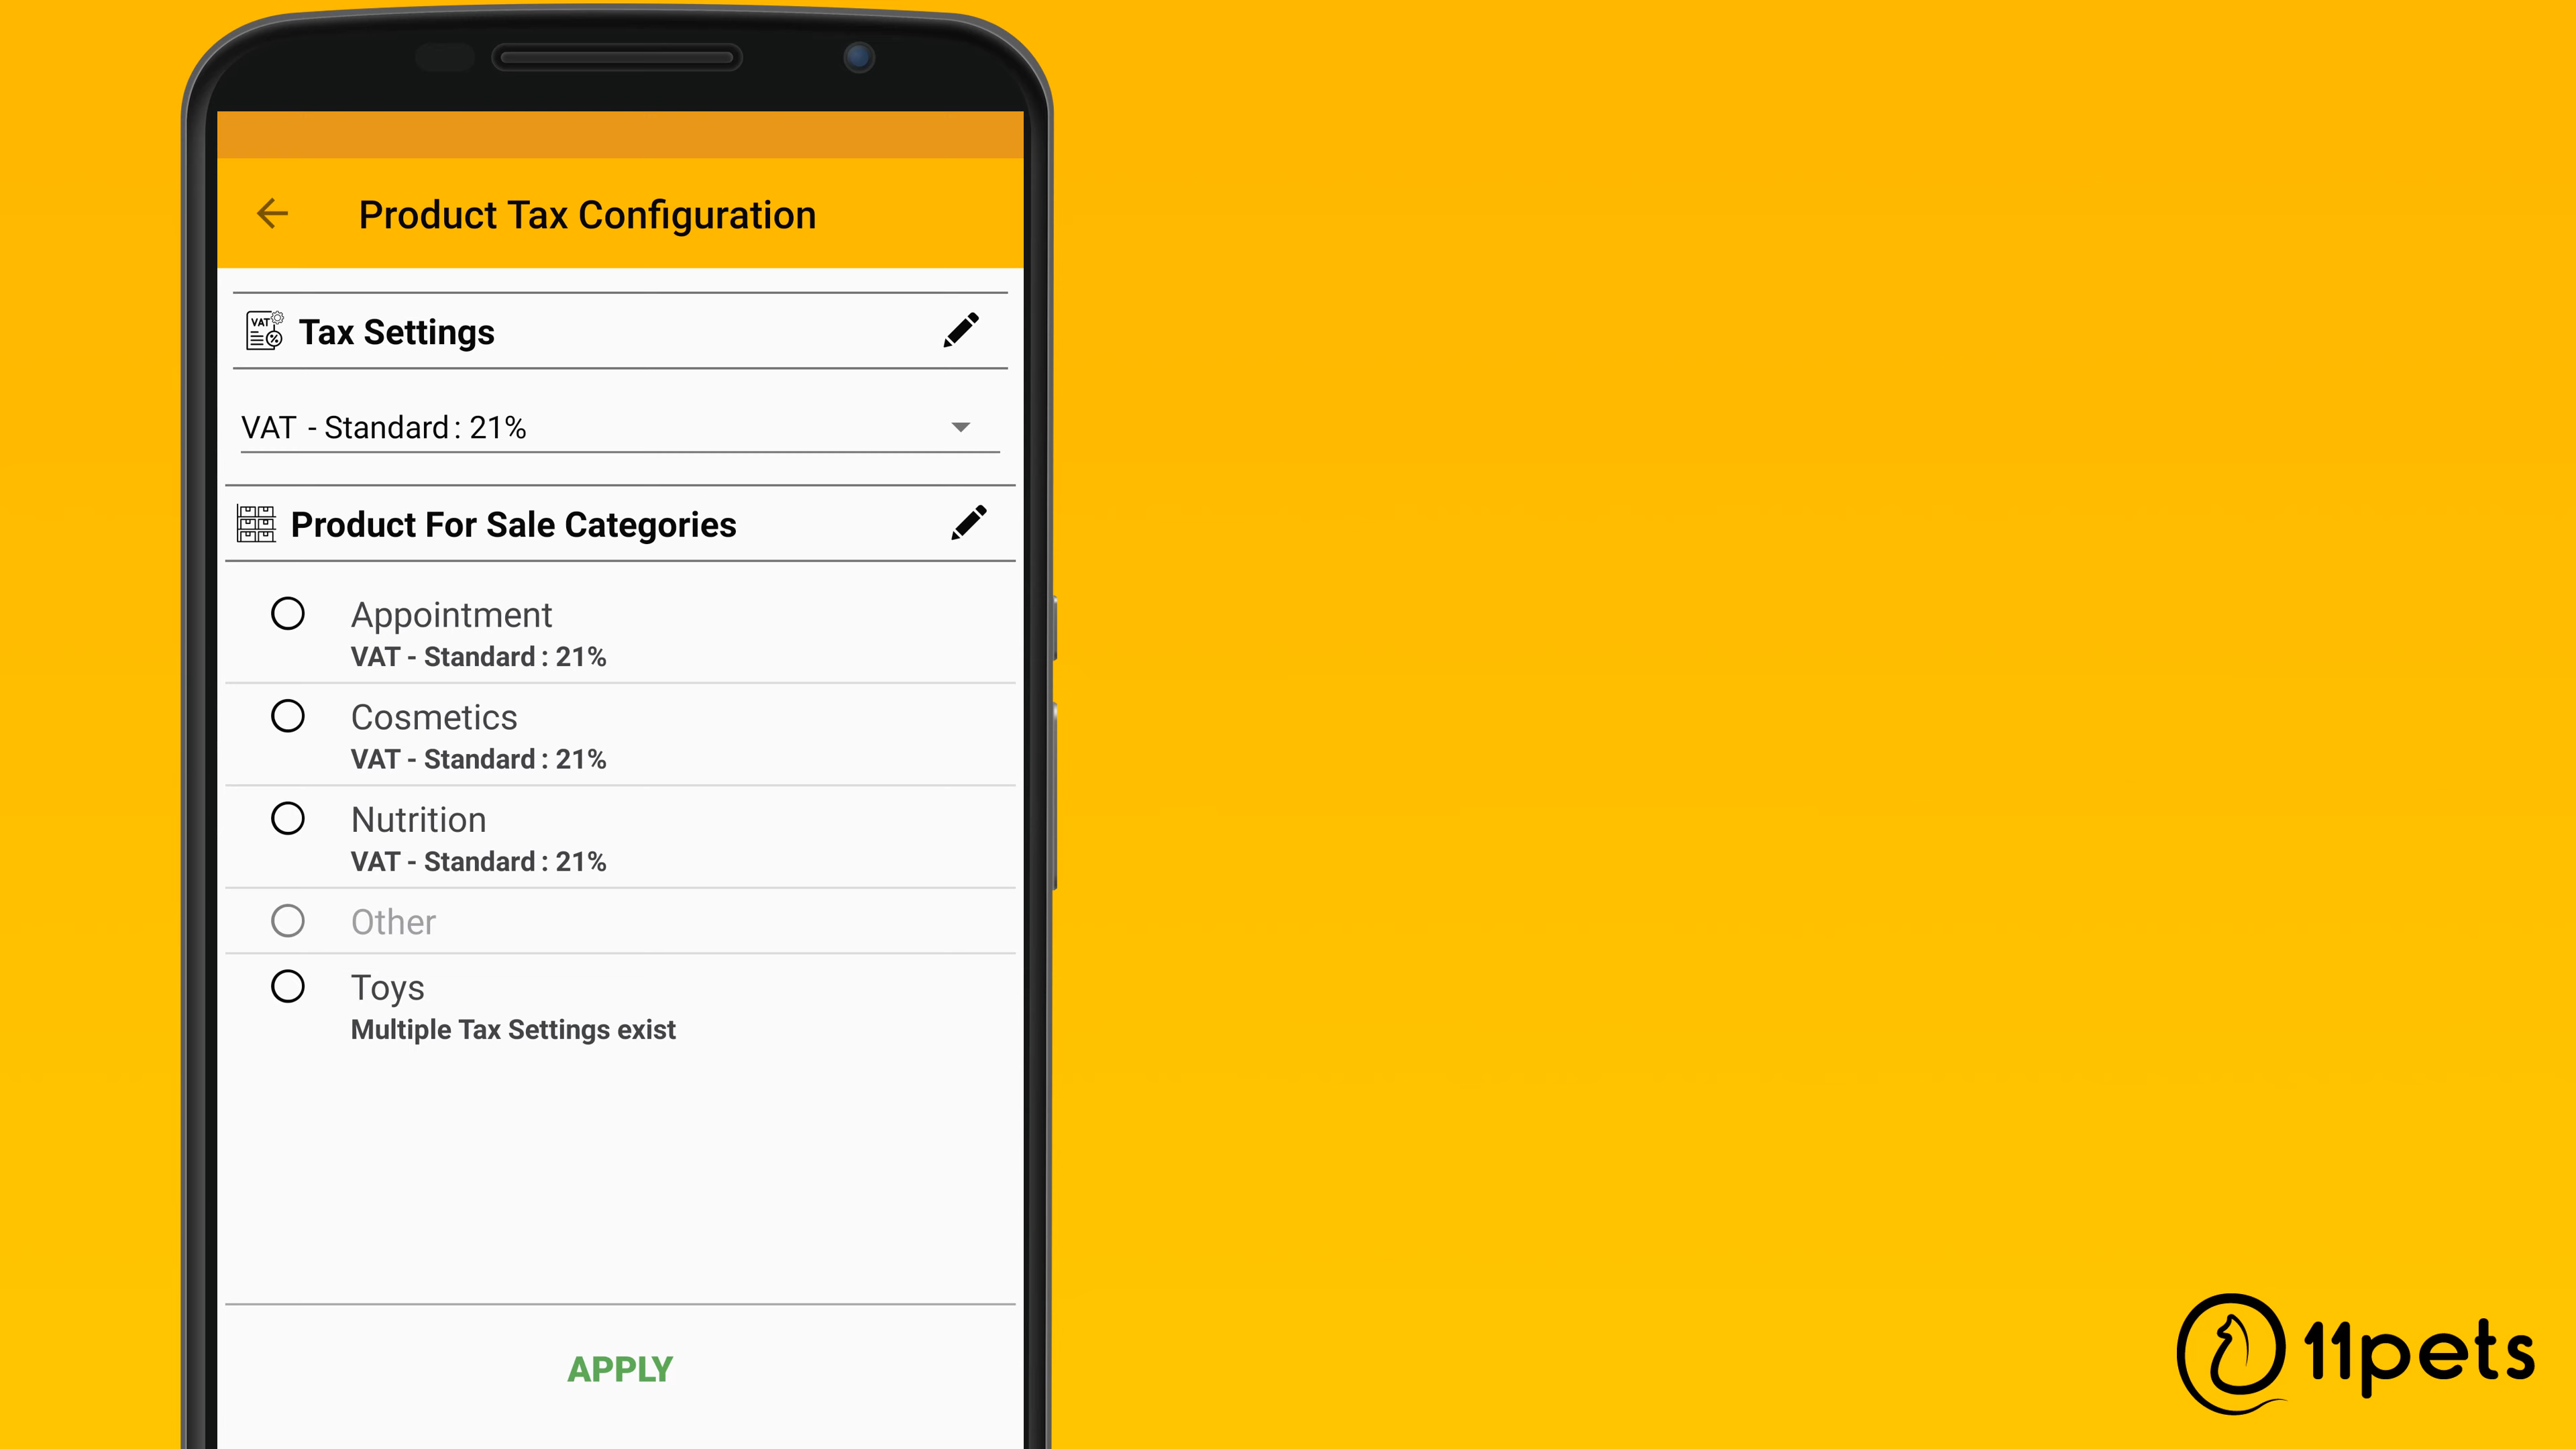 Product Tax Configuration
VAT
%
Tax Settings
VAT - Standard : 21%
Product For Sale Categories
Appointment
VAT - Standard : 21%
Cosmetics
VAT - Standard : 21%
Nutrition
VAT - Standard : 21%
Other
Toys
Multiple Tax Settings exist
APPLY
11pets